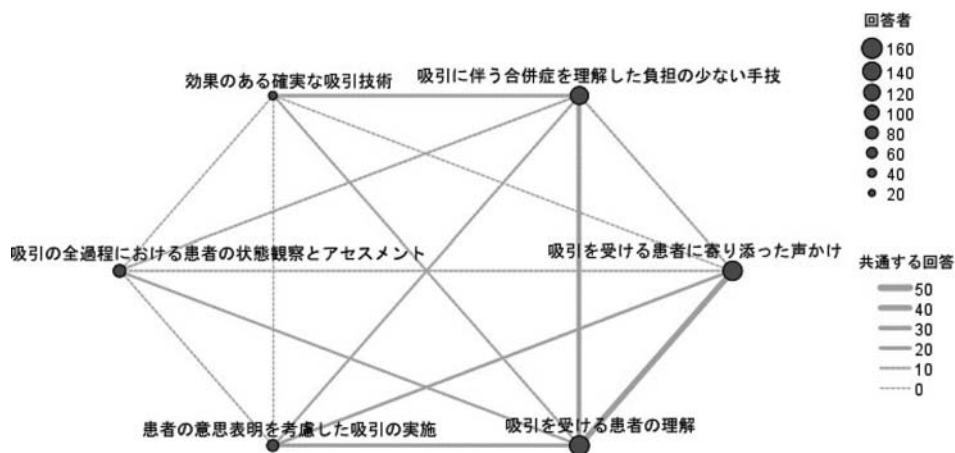 回答者
160
140
120
100
80
60
40
20
効果のある確実な吸引技術
吸引に伴う合併症を理解した負担の少ない手技
吸引の全過程における患者の状態観察とアセスメント
吸引を受ける患者に寄り添った声かけ
共通する回答
50
40
30
20
10
0
患者の意思表明を考慮した吸引の実施
吸引を受ける患者の理解